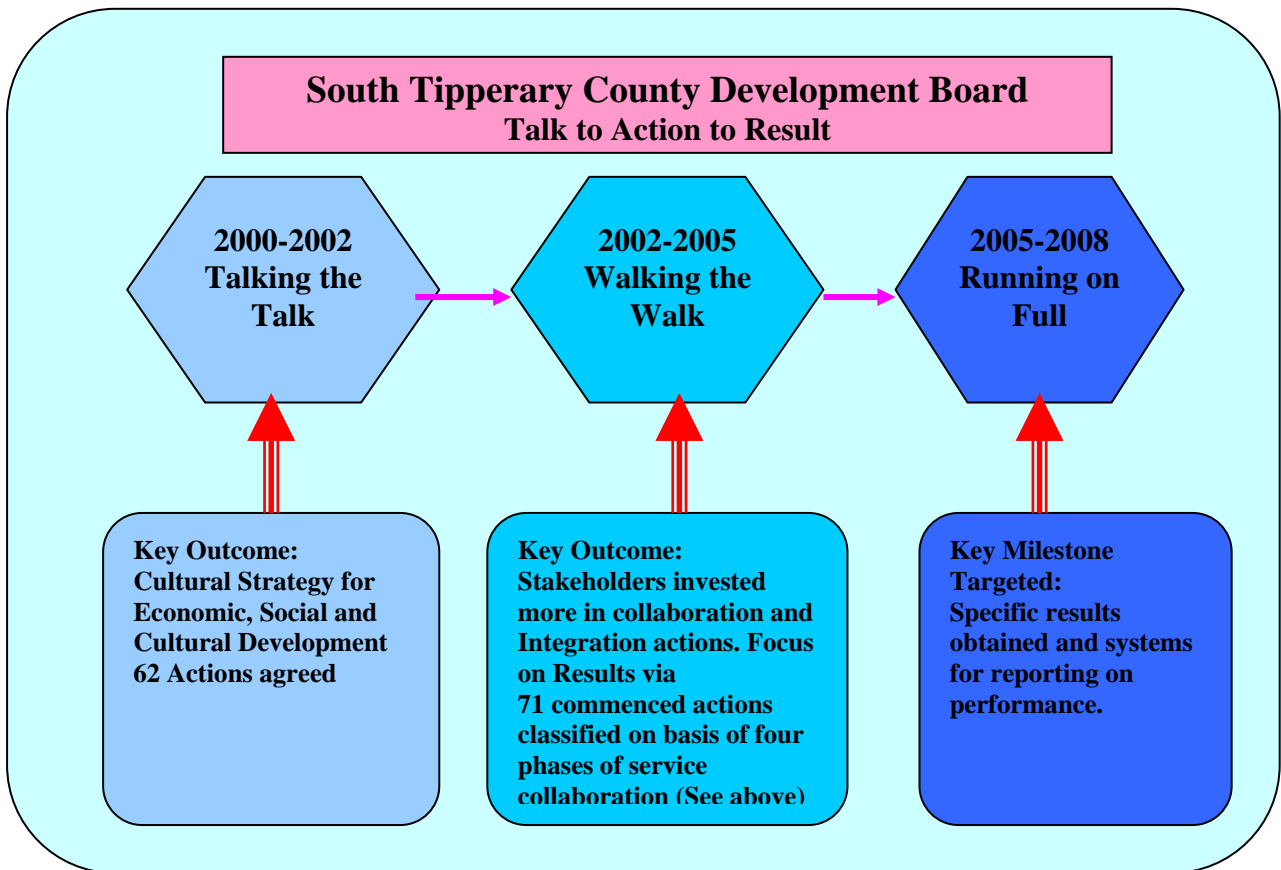 South Tipperary County Development Board
Talk to Action to Result
2000-2002
Talking the
Talk
2002-2005
Walking the
Walk
2005-2008
Running on
Full
Key Outcome:
Cultural Strategy for
Economic, Social and
Cultural Development
62 Actions agreed
Key Outcome:
Stakeholders invested
more in collaboration and
Integration actions. Focus
on Results via
71 commenced actions
classified on basis of four
phases of service
collaboration (See above)
Key Milestone
Targeted:
Specific results
obtained and systems
for reporting on
performance.